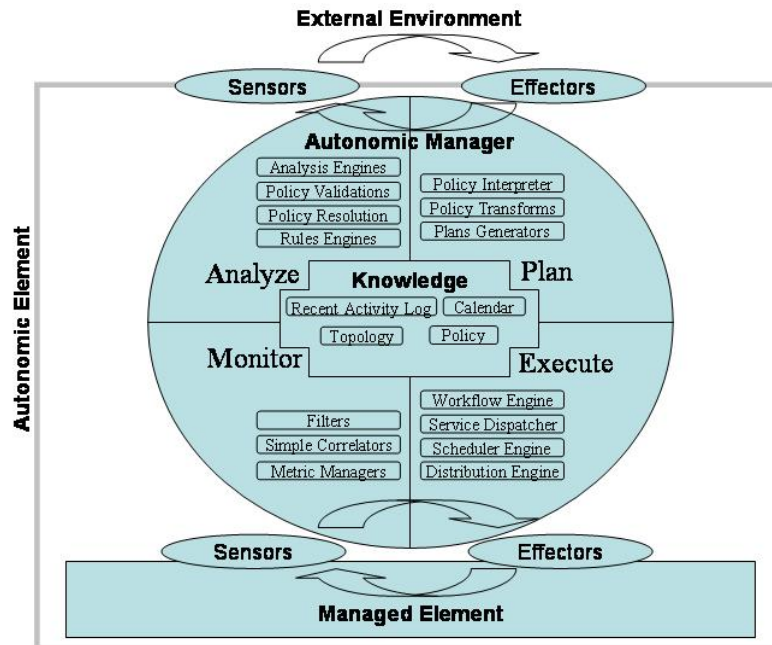 External Environment
Sensors
Effectors
Autonomic Manager
Analysis Engines
Policy Validations
Policy Resolution
Rules Engines
Policy Interpreter
Policy Transforms
Plans Generators
Analyze
Plan
Knowledge
Recent Activity Log
Calendar
Topology
Policy
Monitor
Execute
Filters
Simple Correlators
Metric Managers
Workflow Engine
Service Dispatcher
Scheduler Engine
Distribution Engine
Sensors
Effectors
Managed Element
Autonomic Element